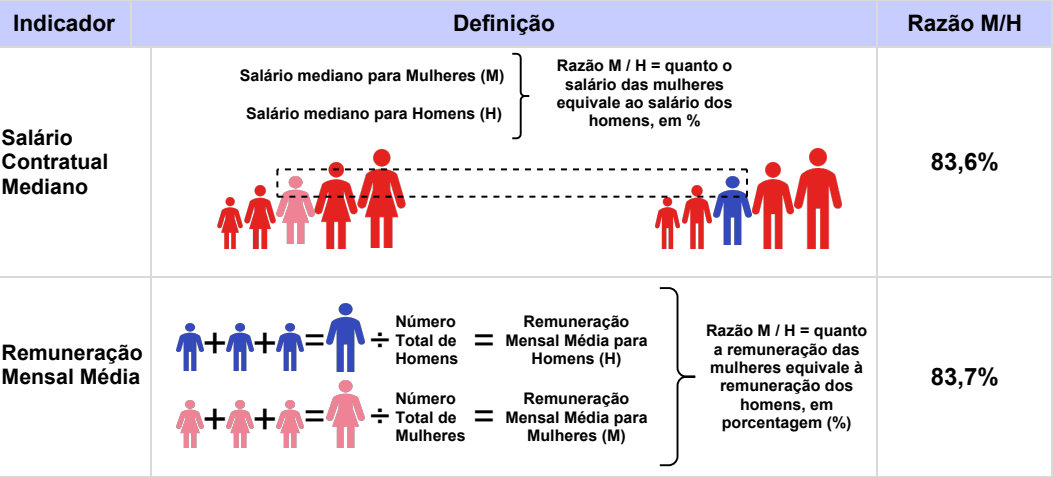 Indicador
Definição
Razão M/H
Salário
Contratual
Mediano
Salário mediano para Mulheres (M)
Salário mediano para Homens (H)
Razão M / H = quanto o
salário das mulheres
equivale ao salário dos
homens, em %
83,6%
Remuneração
Mensal Média
+ + = ÷
Número
Total de
Homens
=
Remuneração
Mensal Média para
Homens (H)
+ + = ÷
Número
Total de
Mulheres
=
Remuneração
Mensal Média para
Mulheres (M)
Razão M / H = quanto
a remuneração das
mulheres equivale à
remuneração dos
homens, em
porcentagem (%)
83,7%